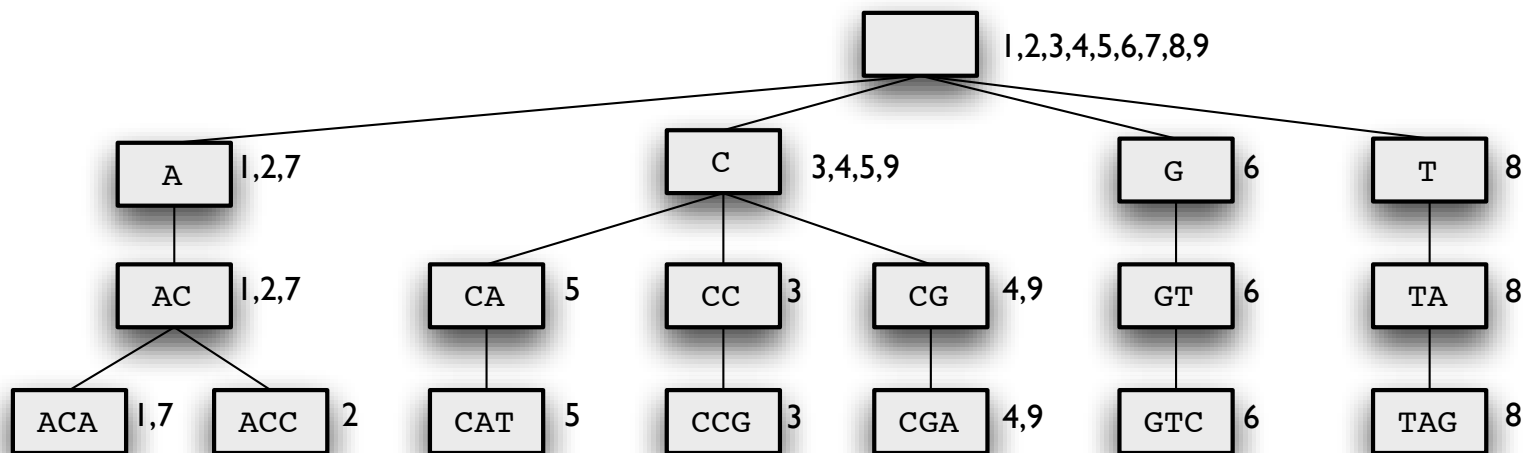 1,2,3,4,5,6,7,8,9
A 1,2,7 C 3,4,5,9 G 6 T 8
AC 1,2,7 CA 5 CC 3 CG 4,9 GT 6 TA 8
ACA 1,7 ACC 2 CAT 5 CCG 3 CGA 4,9 GTC 6 TAG 8